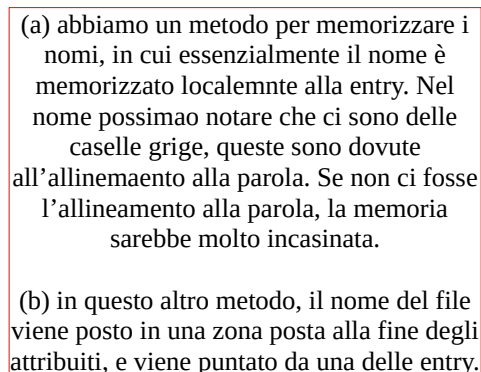 (a) abbiamo un metodo per memorizzare i
nomi, in cui essenzialmente il nome è
memorizzato localemnte alla entry. Nel
nome possimao notare che ci sono delle
caselle grige, queste sono dovute
all’allinemaento alla parola. Se non ci fosse
l’allineamento alla parola, la memoria
sarebbe molto incasinata.
(b) in questo altro metodo, il nome del file
viene posto in una zona posta alla fine degli
attribuiti, e viene puntato da una delle entry.